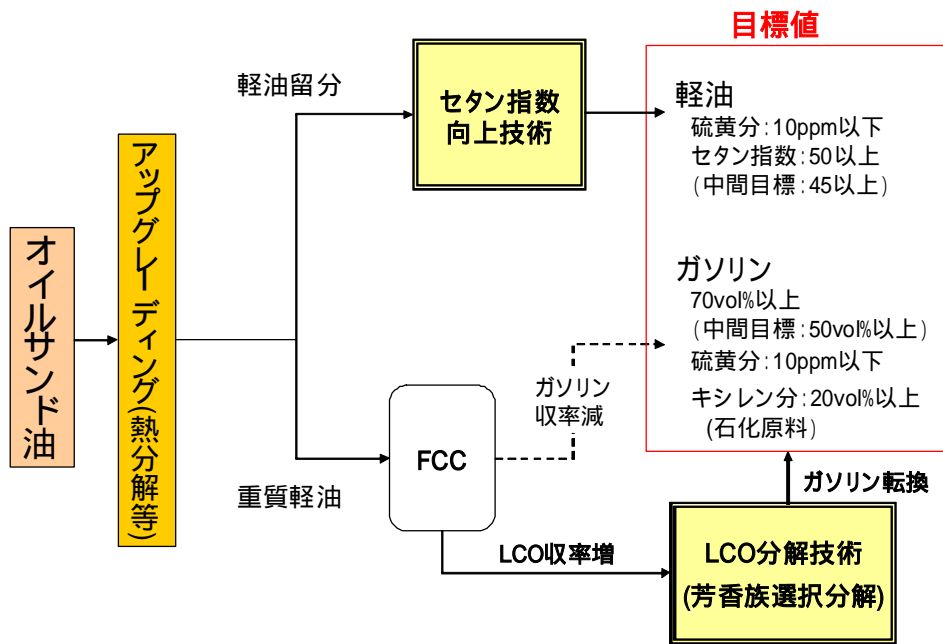 目標値
軽油留分
セタン指数
向上技術
軽油
硫黄分:10ppm以下
セタン指数:50以上
(中間目標:45以上)
オイルサンド油
アップグレーディング(熱分解等)
ガソリン
70vol%以上
(中間目標:50vol%以上)
硫黄分:10ppm以下
キシレン分:20vol%以上
(石化原料)
ガソリン
収率減
FCC
重質軽油
ガソリン転換
LCO収率増
LCO分解技術
(芳香族選択分解)